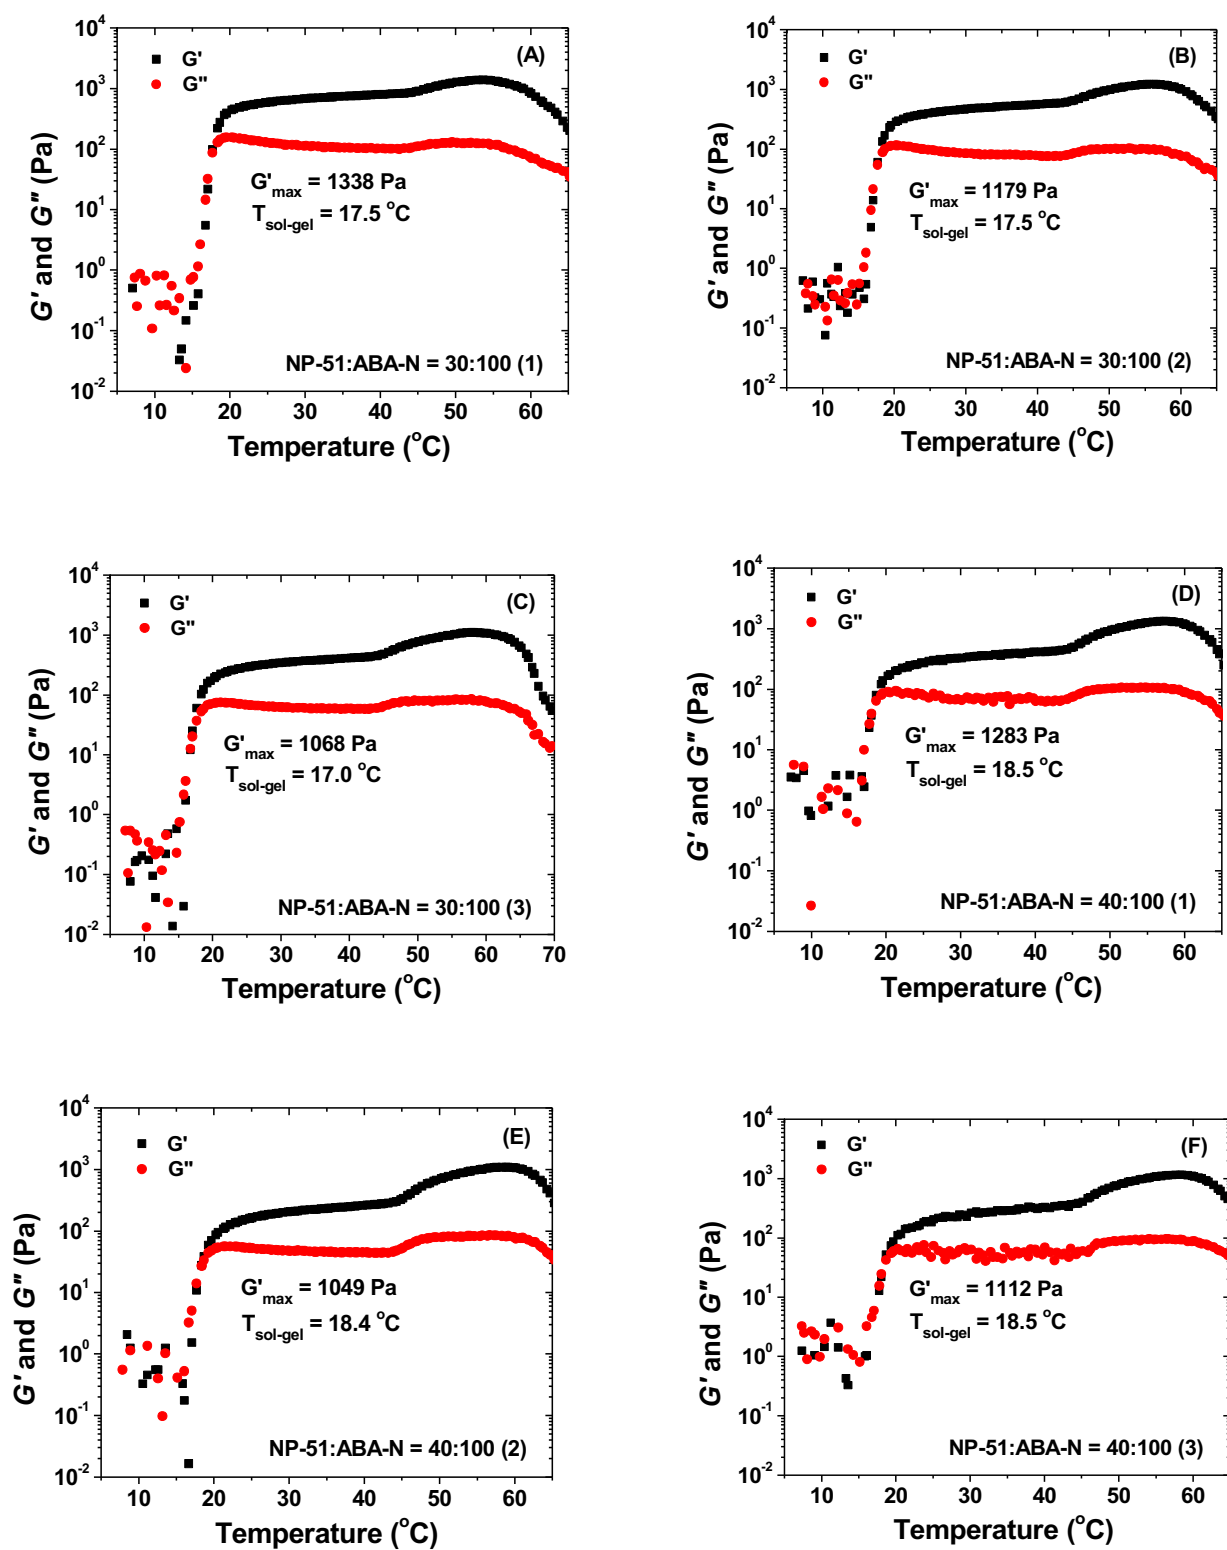 (A)
G'
G"
10⁴
10³
10²
10¹
10⁰
10⁻¹
10⁻²
G' and G" (Pa)
G'max = 1338 Pa
Tsol-gel = 17.5 °C
NP-51:ABA-N = 30:100 (1)
10 20 30 40 50 60
Temperature (°C)
(B)
G'
G"
10⁴
10³
10²
10¹
10⁰
10⁻¹
10⁻²
G' and G" (Pa)
G'max = 1179 Pa
Tsol-gel = 17.5 °C
NP-51:ABA-N = 30:100 (2)
10 20 30 40 50 60
Temperature (°C)
(C)
G'
G"
10⁴
10³
10²
10¹
10⁰
10⁻¹
10⁻²
G' and G" (Pa)
G'max = 1068 Pa
Tsol-gel = 17.0 °C
NP-51:ABA-N = 30:100 (3)
10 20 30 40 50 60 70
Temperature (°C)
(D)
G'
G"
10⁴
10³
10²
10¹
10⁰
10⁻¹
10⁻²
G' and G" (Pa)
G'max = 1283 Pa
Tsol-gel = 18.5 °C
NP-51:ABA-N = 40:100 (1)
10 20 30 40 50 60
Temperature (°C)
(E)
G'
G"
10⁴
10³
10²
10¹
10⁰
10⁻¹
10⁻²
G' and G" (Pa)
G'max = 1049 Pa
Tsol-gel = 18.4 °C
NP-51:ABA-N = 40:100 (2)
10 20 30 40 50 60
Temperature (°C)
(F)
G'
G"
10⁴
10³
10²
10¹
10⁰
10⁻¹
10⁻²
G' and G" (Pa)
G'max = 1112 Pa
Tsol-gel = 18.5 °C
NP-51:ABA-N = 40:100 (3)
10 20 30 40 50 60
Temperature (°C)